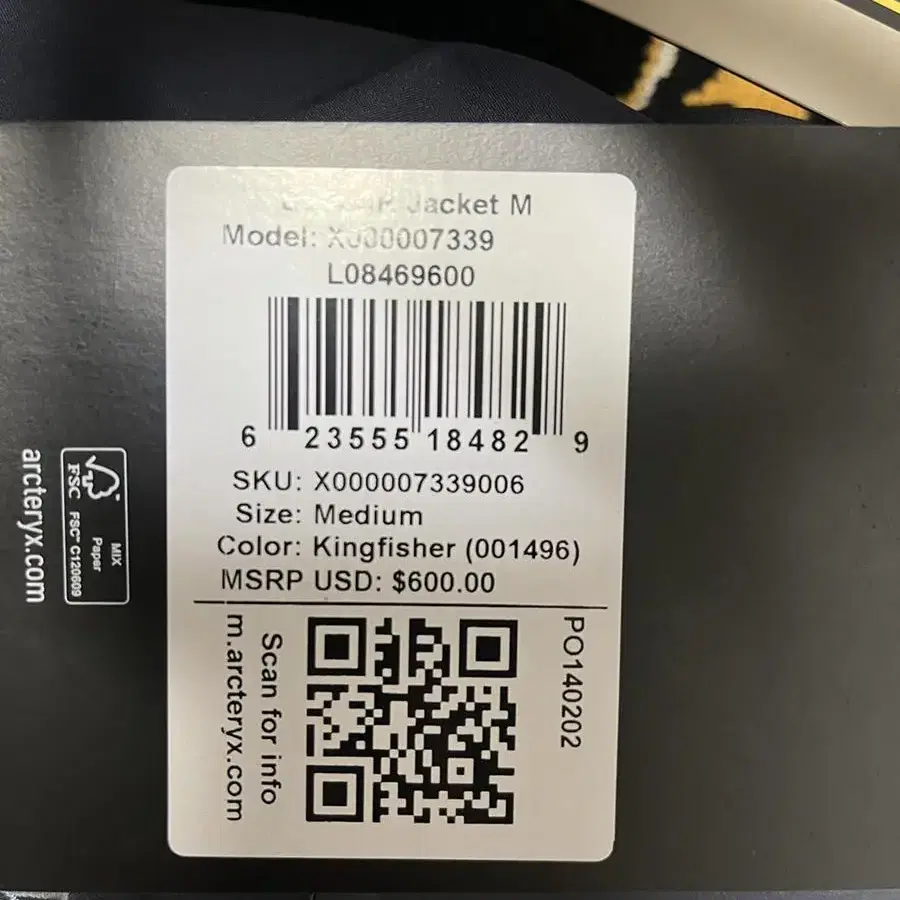 Jacket M
Model: X000007339
L08469600
6 23555 18482 9
SKU: X000007339006
Size: Medium
Color: Kingfisher (001496)
MSRP USD: $600.00
PO140202
Scan for info
m.arcteryx.com
MIX
Paper
FSC FSC™ C120609
arcteryx.com